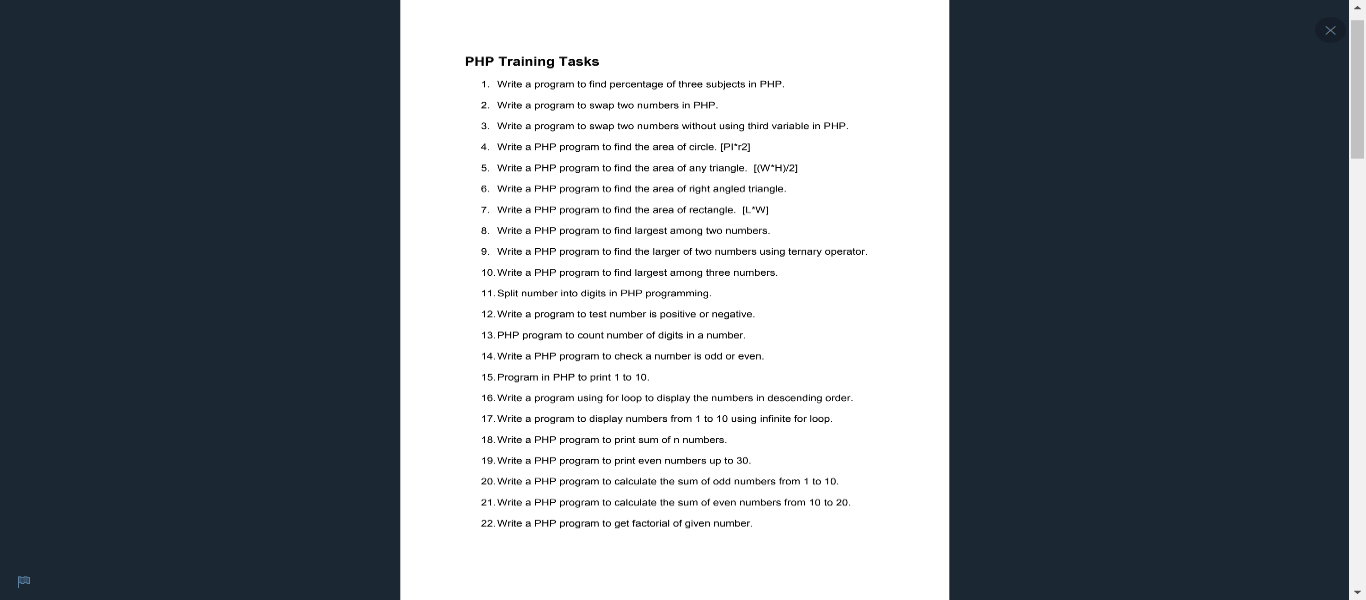 PHP Training Tasks
1. Write a program to find percentage of three subjects in PHP.
2. Write a program to swap two numbers in PHP.
3. Write a program to swap two numbers without using third variable in PHP.
4. Write a PHP program to find the area of circle. [PI*r2]
5. Write a PHP program to find the area of any triangle. [(W*H)/2]
6. Write a PHP program to find the area of right angled triangle.
7. Write a PHP program to find the area of rectangle. [L*W]
8. Write a PHP program to find largest among two numbers.
9. Write a PHP program to find the larger of two numbers using ternary operator.
10. Write a PHP program to find largest among three numbers.
11. Split number into digits in PHP programming.
12. Write a program to test number is positive or negative.
13. PHP program to count number of digits in a number.
14. Write a PHP program to check a number is odd or even.
15. Program in PHP to print 1 to 10.
16. Write a program using for loop to display the numbers in descending order.
17. Write a program to display numbers from 1 to 10 using infinite for loop.
18. Write a PHP program to print sum of n numbers.
19. Write a PHP program to print even numbers up to 30.
20. Write a PHP program to calculate the sum of odd numbers from 1 to 10.
21. Write a PHP program to calculate the sum of even numbers from 10 to 20.
22. Write a PHP program to get factorial of given number.